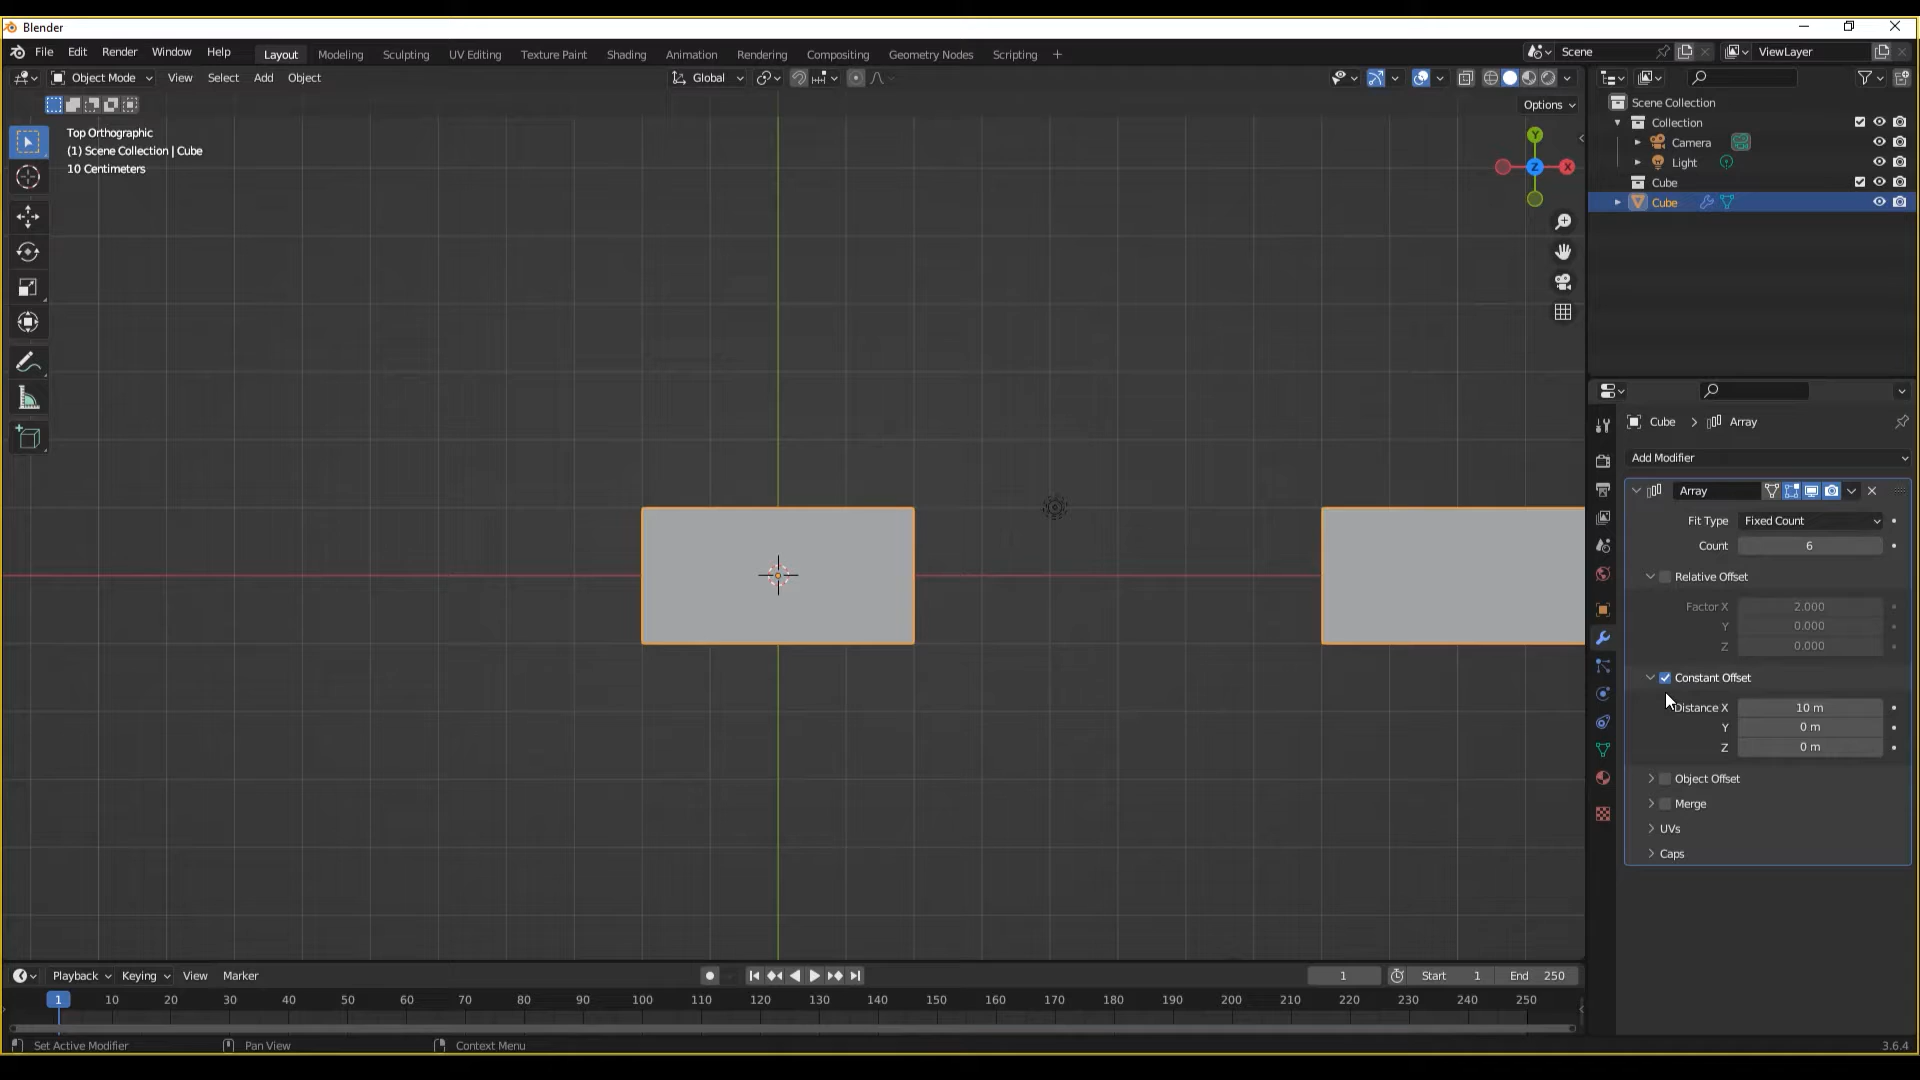 Blender
File Edit Render Window Help Layout Modeling Sculpting UV Editing Texture Paint Shading Animation Rendering Compositing Geometry Nodes Scripting + Scene ViewLayer
Object Mode View Select Add Object Global
Options
Top Orthographic
(1) Scene Collection | Cube
10 Centimeters
Y
Z
X
Scene Collection
Collection
Camera
Light
Cube
Cube
Cube > Array
Add Modifier
Array
Fit Type Fixed Count
Count 6
Relative Offset
Factor X 2.000
Y 0.000
Z 0.000
Constant Offset
Distance X 10 m
Y 0 m
Z 0 m
Object Offset
Merge
UVs
Caps
Playback Keying View Marker 1 Start 1 End 250
1 10 20 30 40 50 60 70 80 90 100 110 120 130 140 150 160 170 180 190 200 210 220 230 240 250
Set Active Modifier Pan View Context Menu 3.6.4